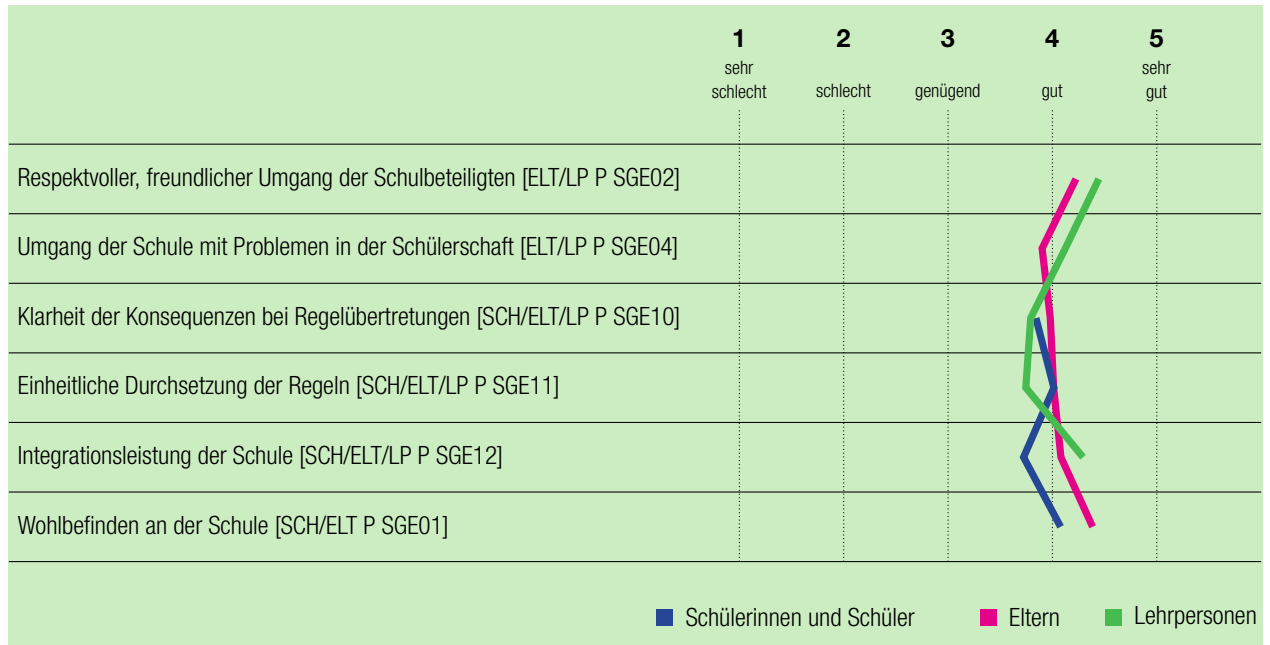 1 2 3 4 5
sehr schlecht schlecht genügend gut sehr gut
Respektvoller, freundlicher Umgang der Schulbeteiligten [ELT/LP P SGE02]
Umgang der Schule mit Problemen in der Schülerschaft [ELT/LP P SGE04]
Klarheit der Konsequenzen bei Regelübertretungen [SCH/ELT/LP P SGE10]
Einheitliche Durchsetzung der Regeln [SCH/ELT/LP P SGE11]
Integrationsleistung der Schule [SCH/ELT/LP P SGE12]
Wohlbefinden an der Schule [SCH/ELT P SGE01]
Schülerinnen und Schüler Eltern Lehrpersonen